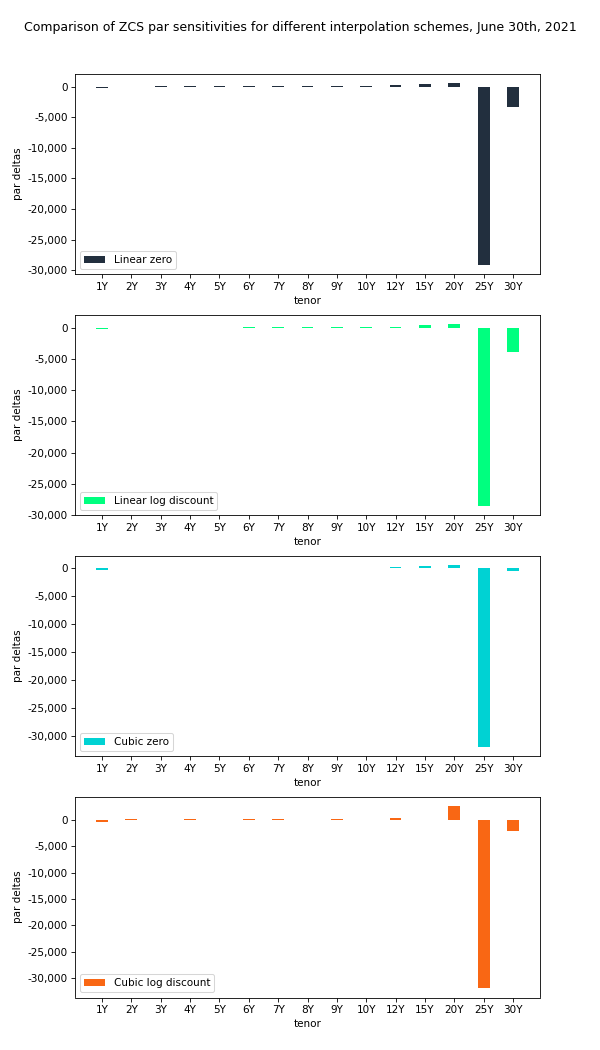 Comparison of ZCS par sensitivities for different interpolation schemes, June 30th, 2021
0
-5,000
-10,000
-15,000
-20,000
-25,000
-30,000
par deltas
Linear zero
1Y 2Y 3Y 4Y 5Y 6Y 7Y 8Y 9Y 10Y 12Y 15Y 20Y 25Y 30Y
tenor
0
-5,000
-10,000
-15,000
-20,000
-25,000
-30,000
par deltas
Linear log discount
1Y 2Y 3Y 4Y 5Y 6Y 7Y 8Y 9Y 10Y 12Y 15Y 20Y 25Y 30Y
tenor
0
-5,000
-10,000
-15,000
-20,000
-25,000
-30,000
par deltas
Cubic zero
1Y 2Y 3Y 4Y 5Y 6Y 7Y 8Y 9Y 10Y 12Y 15Y 20Y 25Y 30Y
tenor
0
-5,000
-10,000
-15,000
-20,000
-25,000
-30,000
par deltas
Cubic log discount
1Y 2Y 3Y 4Y 5Y 6Y 7Y 8Y 9Y 10Y 12Y 15Y 20Y 25Y 30Y
tenor